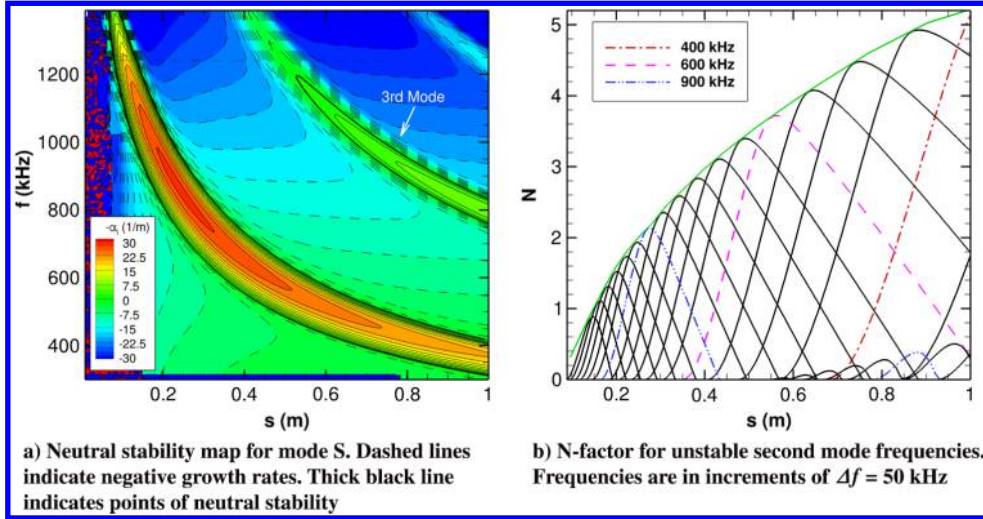 f (kHz)
1200
1000
800
600
400
3rd Mode
-αi (1/m)
30
22.5
15
7.5
0
-7.5
-15
-22.5
-30
0.2 0.4 0.6 0.8 1
s (m)
a) Neutral stability map for mode S. Dashed lines
indicate negative growth rates. Thick black line
indicates points of neutral stability
N
5
4
3
2
1
0
400 kHz
600 kHz
900 kHz
0.2 0.4 0.6 0.8 1
s (m)
b) N-factor for unstable second mode frequencies.
Frequencies are in increments of Δf = 50 kHz